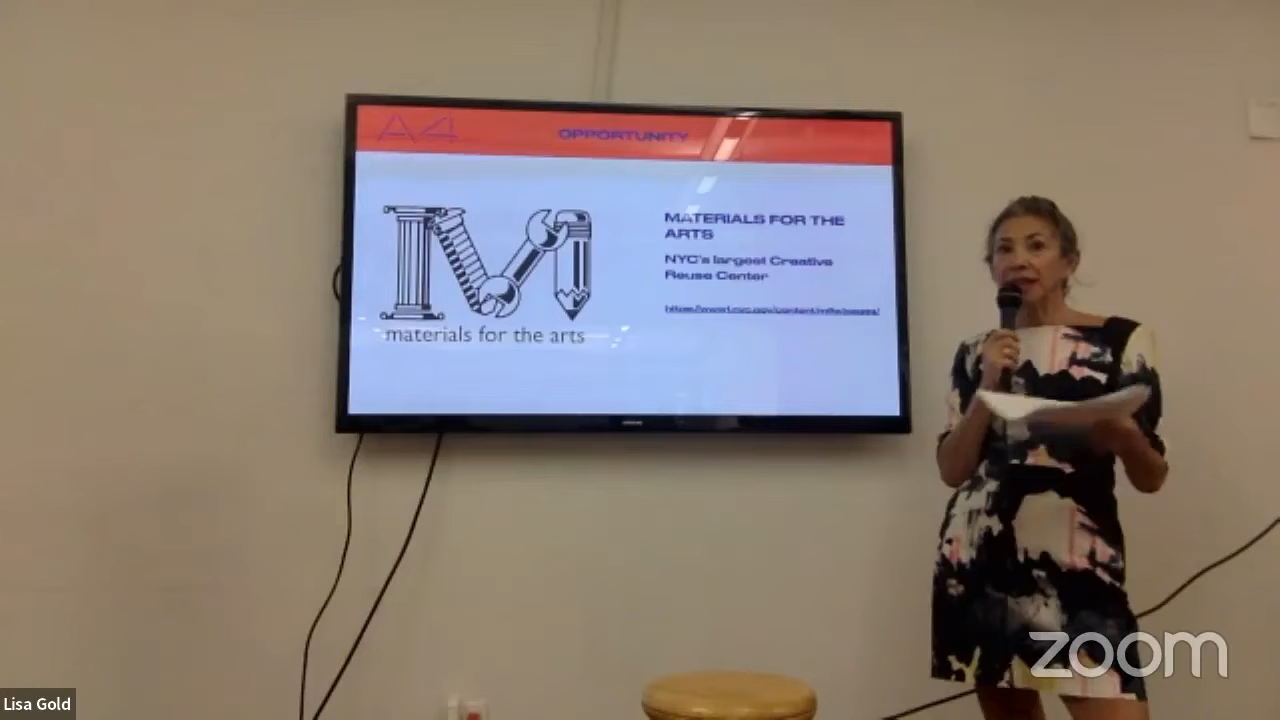 A4
OPPORTUNITY
MATERIALS FOR THE
ARTS
NYC's largest Creative
Reuse Center
materials for the arts
zoom
Lisa Gold